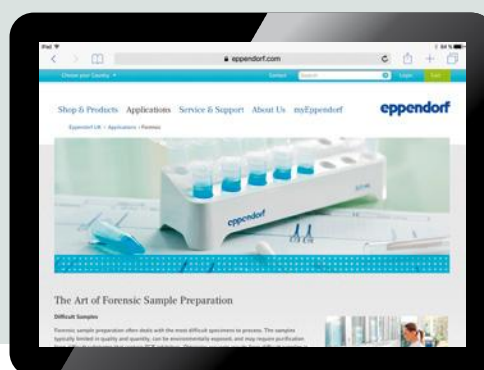 iPad
eppendorf.com
Choose your Country
Contact
Search
Login
Shop & Products Applications Service & Support About Us myEppendorf
eppendorf
Eppendorf UK › Applications › Forensic
eppendorf
The Art of Forensic Sample Preparation
Difficult Samples
Forensic sample preparation often deals with the most difficult specimens to process. The samples
typically limited in quality and quantity, can be environmentally exposed, and may require purification